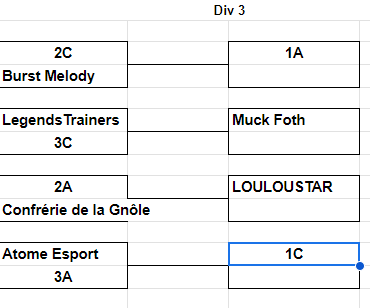 Div 3
2C
1A
Burst Melody
LegendsTrainers
Muck Foth
3C
2A
LOULOUSTAR
Confrérie de la Gnôle
Atome Esport
1C
3A